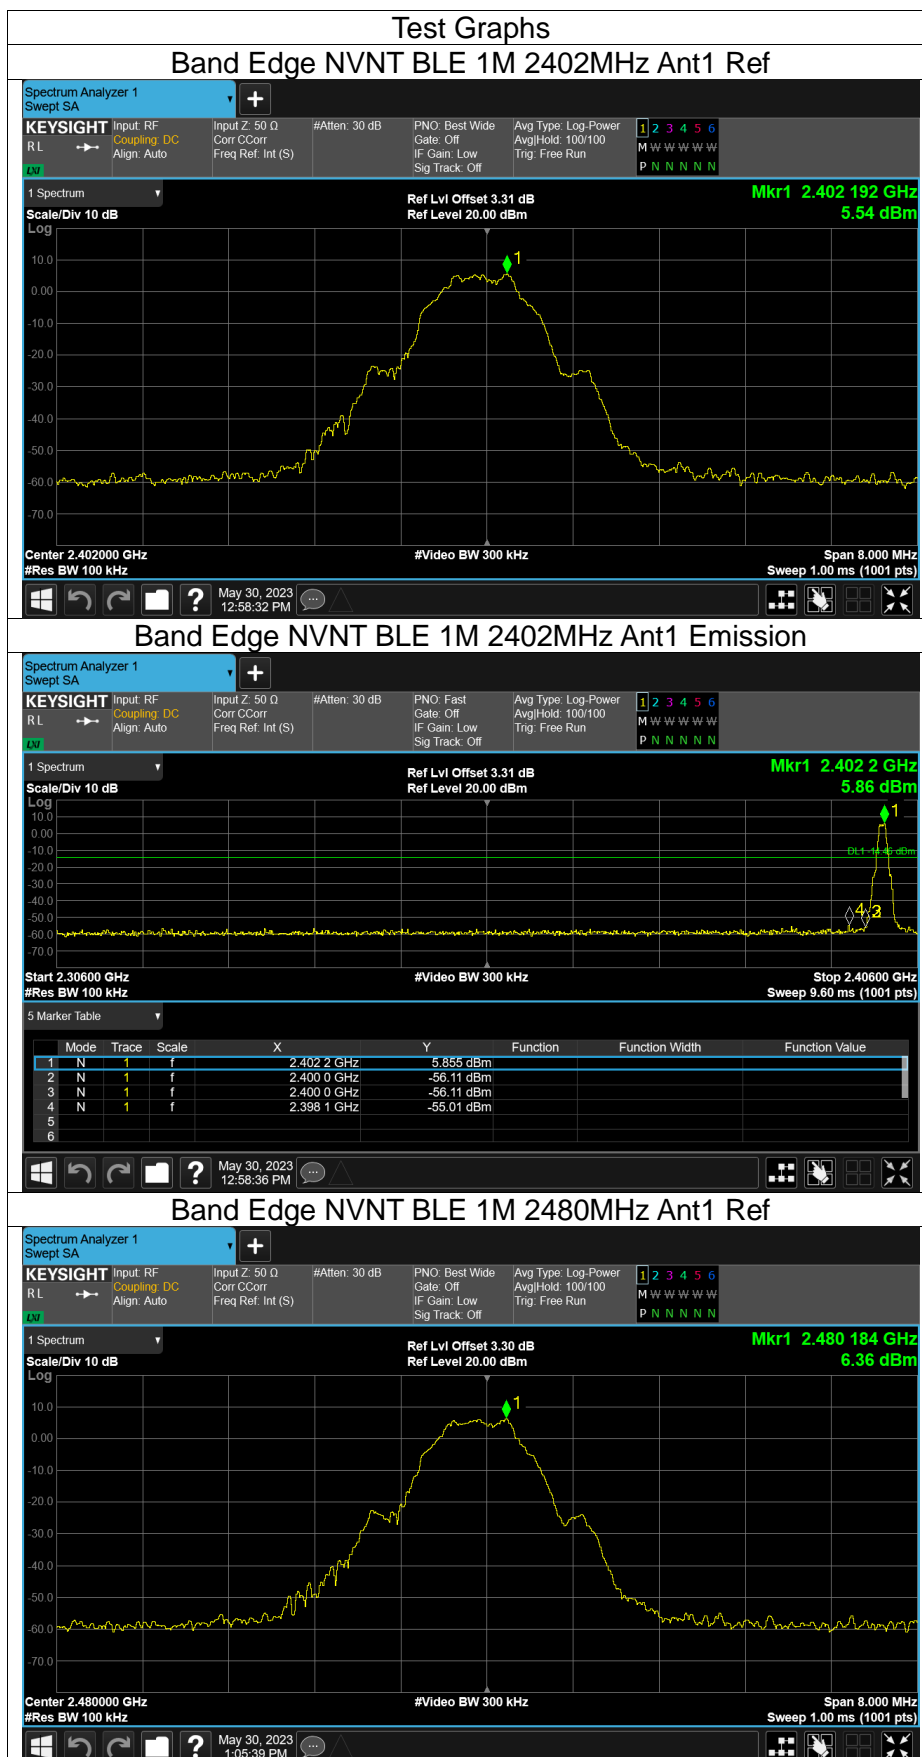 Test Graphs
Band Edge NVNT BLE 1M 2402MHz Ant1 Ref
Spectrum Analyzer 1
Swept SA
KEYSIGHT Input: RF Input Z: 50 Ω #Atten: 30 dB PNO: Best Wide Avg Type: Log-Power 1 2 3 4 5 6
RL Coupling: DC Corr CCorr Gate: Off Avg|Hold: 100/100 M W W W W W
Align: Auto Freq Ref: Int (S) IF Gain: Low Trig: Free Run
LXI Sig Track: Off P N N N N N
1 Spectrum Ref Lvl Offset 3.31 dB Mkr1 2.402 192 GHz
Scale/Div 10 dB Ref Level 20.00 dBm 5.54 dBm
Log
1
10.0
0.00
-10.0
-20.0
-30.0
-40.0
-50.0
-60.0
-70.0
Center 2.402000 GHz #Video BW 300 kHz Span 8.000 MHz
#Res BW 100 kHz Sweep 1.00 ms (1001 pts)
? May 30, 2023
12:58:32 PM
Band Edge NVNT BLE 1M 2402MHz Ant1 Emission
Spectrum Analyzer 1
Swept SA
KEYSIGHT Input: RF Input Z: 50 Ω #Atten: 30 dB PNO: Fast Avg Type: Log-Power 1 2 3 4 5 6
RL Coupling: DC Corr CCorr Gate: Off Avg|Hold: 100/100 M W W W W W
Align: Auto Freq Ref: Int (S) IF Gain: Low Trig: Free Run
LXI Sig Track: Off P N N N N N
1 Spectrum Ref Lvl Offset 3.31 dB Mkr1 2.402 2 GHz
Scale/Div 10 dB Ref Level 20.00 dBm 5.86 dBm
Log
10.0 1
0.00
-10.0 DL1 -14.46 dBm
-20.0
-30.0
-40.0
-50.0 4 3
-60.0
-70.0
Start 2.30600 GHz #Video BW 300 kHz Stop 2.40600 GHz
#Res BW 100 kHz Sweep 9.60 ms (1001 pts)
5 Marker Table
Mode Trace Scale X Y Function Function Width Function Value
1 N 1 f 2.402 2 GHz 5.855 dBm
2 N 1 f 2.400 0 GHz -56.11 dBm
3 N 1 f 2.400 0 GHz -56.11 dBm
4 N 1 f 2.398 1 GHz -55.01 dBm
5
6
? May 30, 2023
12:58:36 PM
Band Edge NVNT BLE 1M 2480MHz Ant1 Ref
Spectrum Analyzer 1
Swept SA
KEYSIGHT Input: RF Input Z: 50 Ω #Atten: 30 dB PNO: Best Wide Avg Type: Log-Power 1 2 3 4 5 6
RL Coupling: DC Corr CCorr Gate: Off Avg|Hold: 100/100 M W W W W W
Align: Auto Freq Ref: Int (S) IF Gain: Low Trig: Free Run
LXI Sig Track: Off P N N N N N
1 Spectrum Ref Lvl Offset 3.30 dB Mkr1 2.480 184 GHz
Scale/Div 10 dB Ref Level 20.00 dBm 6.36 dBm
Log
1
10.0
0.00
-10.0
-20.0
-30.0
-40.0
-50.0
-60.0
-70.0
Center 2.480000 GHz #Video BW 300 kHz Span 8.000 MHz
#Res BW 100 kHz Sweep 1.00 ms (1001 pts)
? May 30, 2023
1:05:39 PM